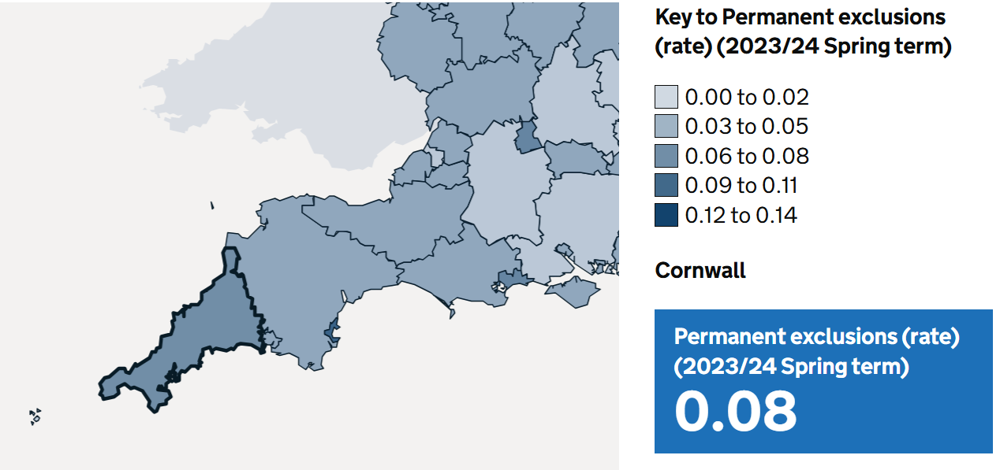 Key to Permanent exclusions
(rate) (2023/24 Spring term)
0.00 to 0.02
0.03 to 0.05
0.06 to 0.08
0.09 to 0.11
0.12 to 0.14
Cornwall
Permanent exclusions (rate)
(2023/24 Spring term)
0.08